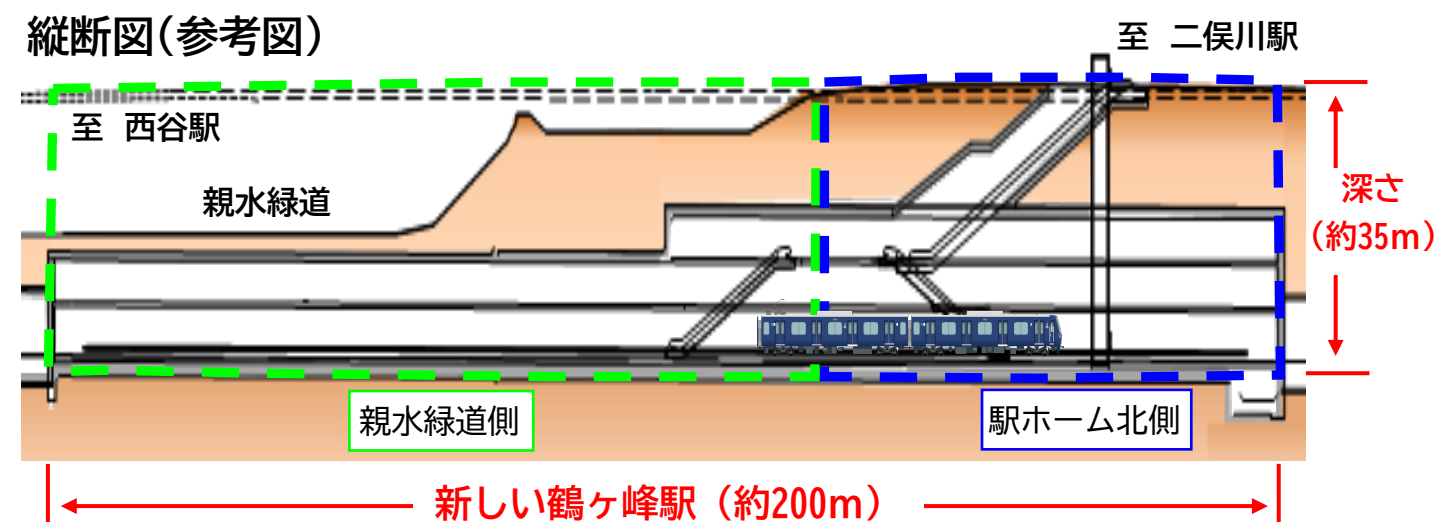 縦断図(参考図)
至 二俣川駅
至 西谷駅
親水緑道
深さ
(約35m)
親水緑道側
駅ホーム北側
新しい鶴ヶ峰駅(約200m)